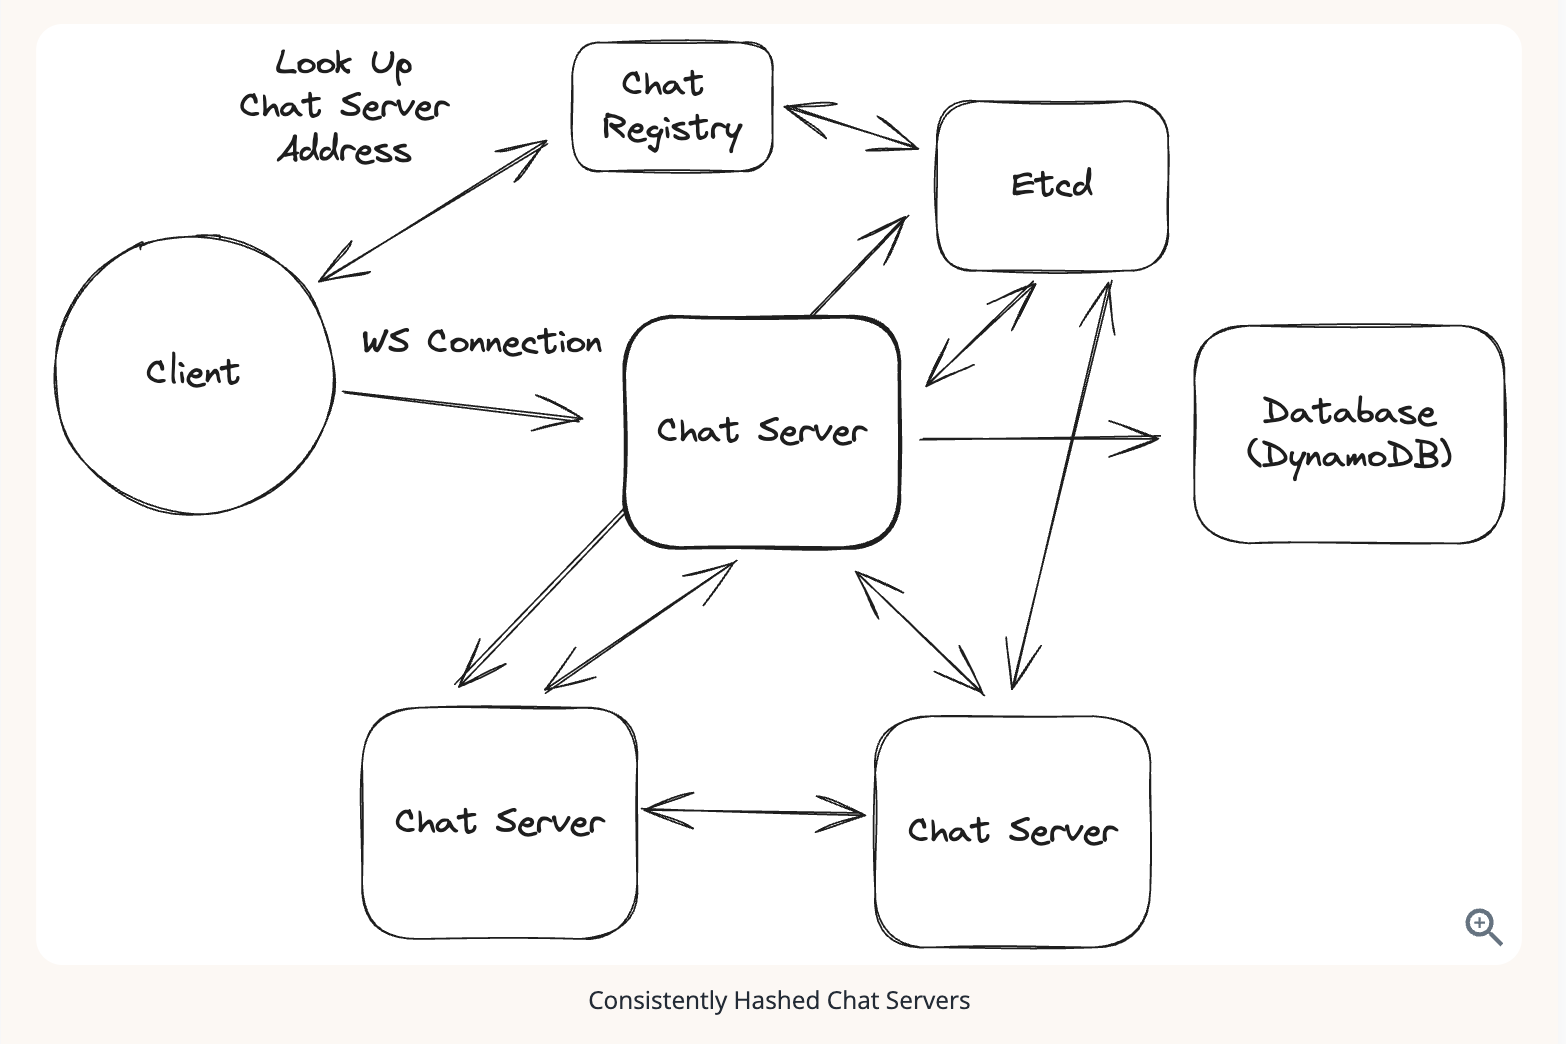 Look Up
Chat Server
Address
Chat
Registry
Etcd
Client
WS Connection
Chat Server
Database
(DynamoDB)
Chat Server
Chat Server
Consistently Hashed Chat Servers